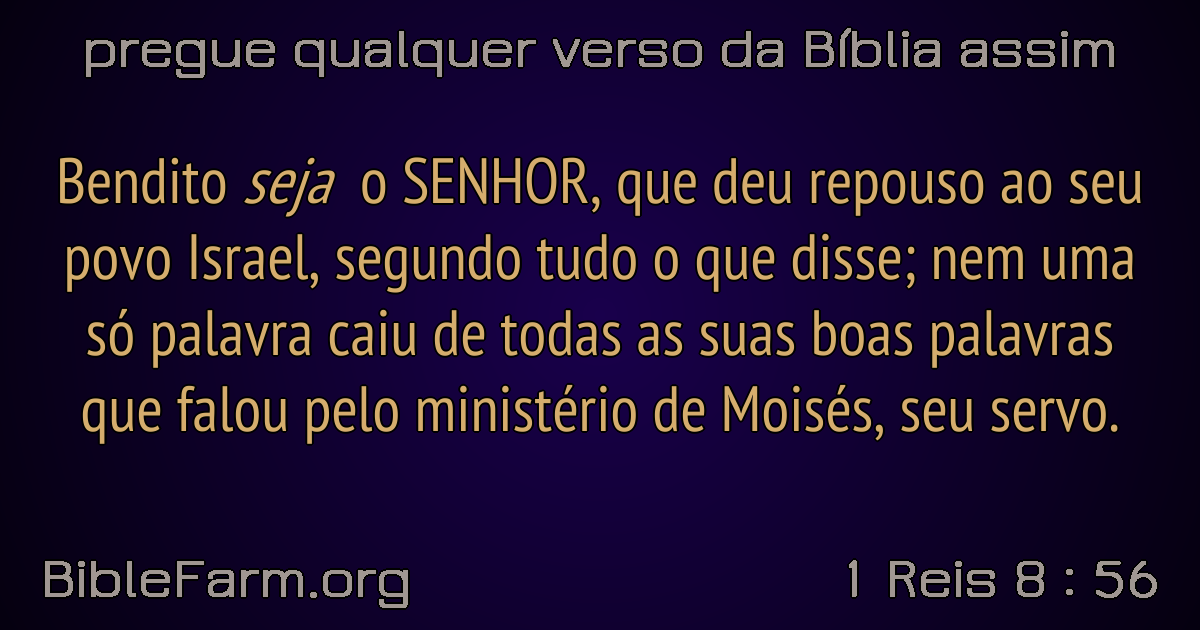 pregue qualquer verso da Bíblia assim
Bendito seja o SENHOR, que deu repouso ao seu
povo Israel, segundo tudo o que disse; nem uma
só palavra caiu de todas as suas boas palavras
que falou pelo ministério de Moisés, seu servo.
BibleFarm.org
1 Reis 8 : 56